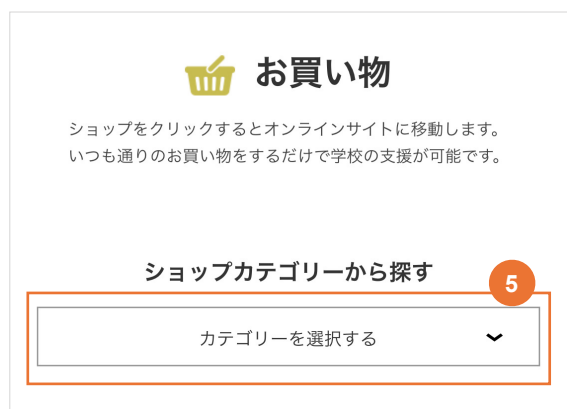 お買い物
ショップをクリックするとオンラインサイトに移動します。
いつも通りのお買い物をするだけで学校の支援が可能です。
ショップカテゴリーから探す
5
カテゴリーを選択する